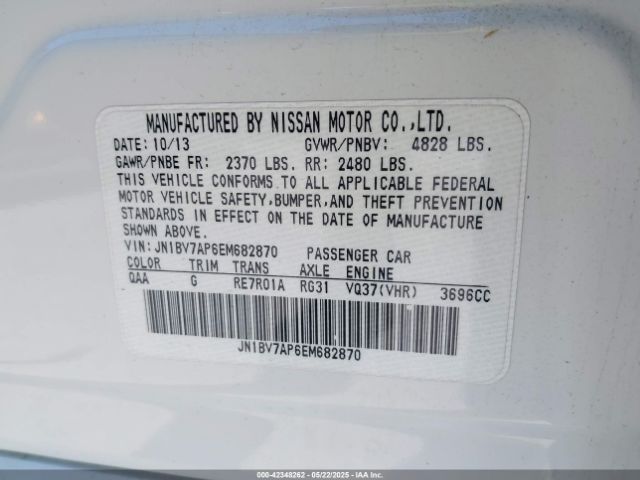 MANUFACTURED BY NISSAN MOTOR CO.,LTD.
DATE: 10/13 GVWR/PNBV: 4828 LBS.
GAWR/PNBE FR: 2370 LBS. RR: 2480 LBS.
THIS VEHICLE CONFORMS TO ALL APPLICABLE FEDERAL
MOTOR VEHICLE SAFETY,BUMPER,AND THEFT PREVENTION
STANDARDS IN EFFECT ON THE DATE OF MANUFACTURE
SHOWN ABOVE.
VIN: JN1BV7AP6EM682870 PASSENGER CAR
COLOR TRIM TRANS AXLE ENGINE
QAA G RE7R01A RG31 VQ37(VHR) 3696CC
JN1BV7AP6EM682870
000-42348262 - 05/22/2025 - IAA Inc.